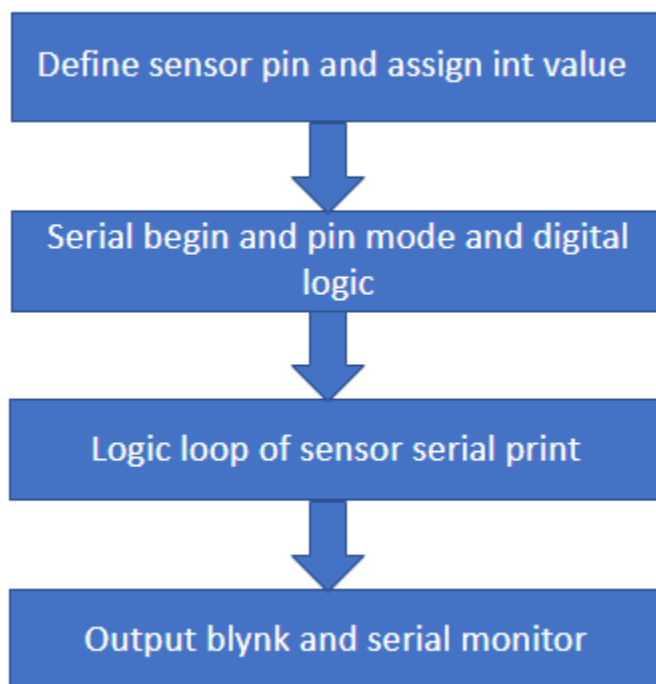 Define sensor pin and assign int value
Serial begin and pin mode and digital
logic
Logic loop of sensor serial print
Output blynk and serial monitor